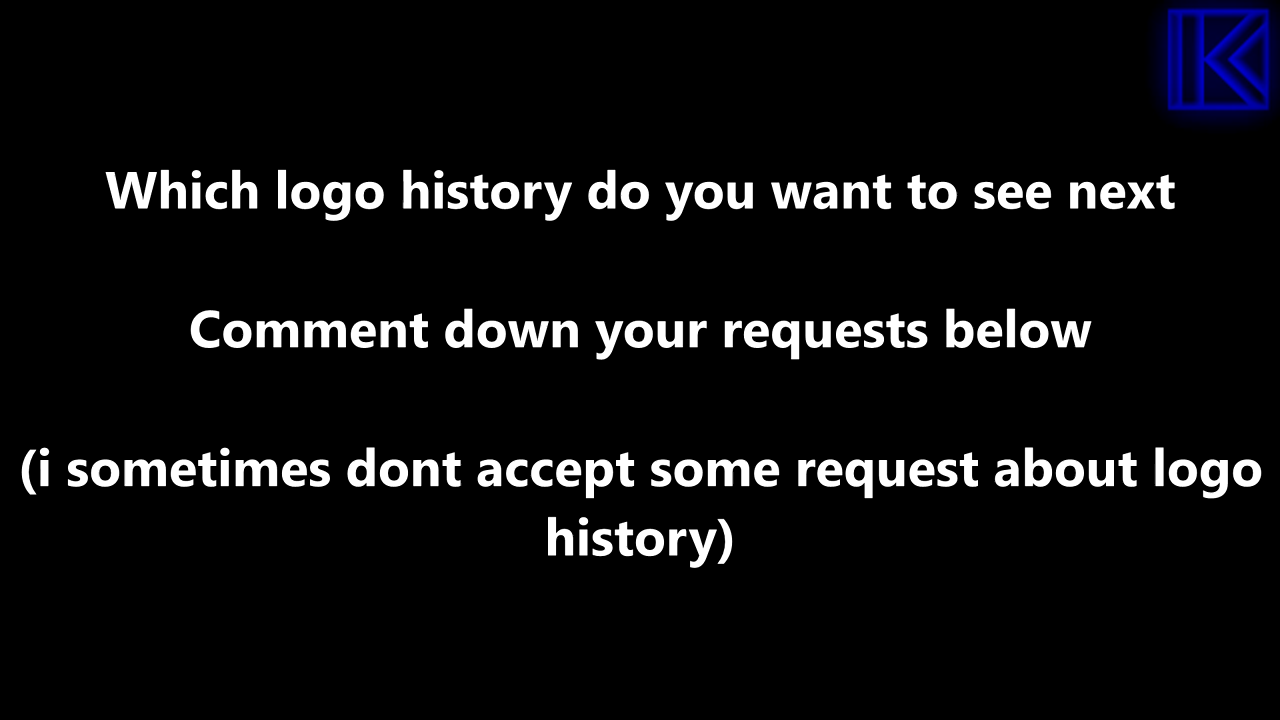 K
Which logo history do you want to see next
Comment down your requests below
(i sometimes dont accept some request about logo
history)